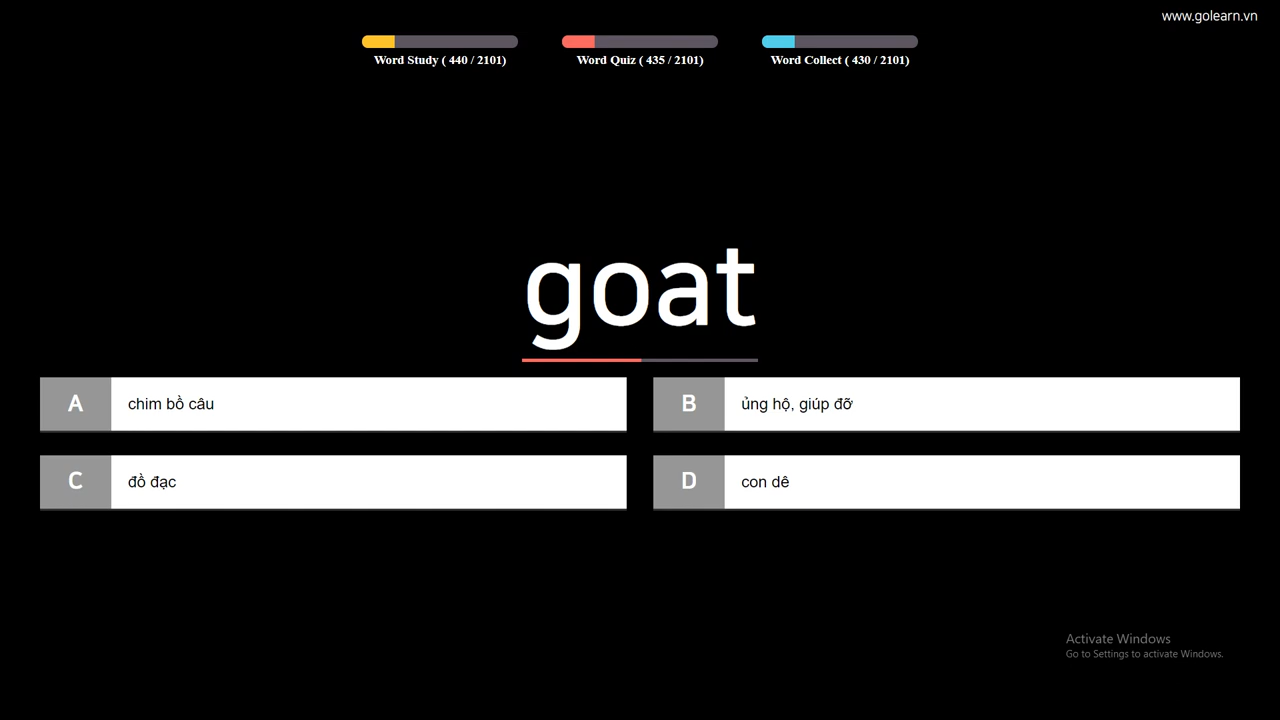 www.golearn.vn
Word Study ( 440 / 2101)
Word Quiz ( 435 / 2101)
Word Collect ( 430 / 2101)
goat
A chim bồ câu
B ủng hộ, giúp đỡ
C đồ đạc
D con dê
Activate Windows
Go to Settings to activate Windows.